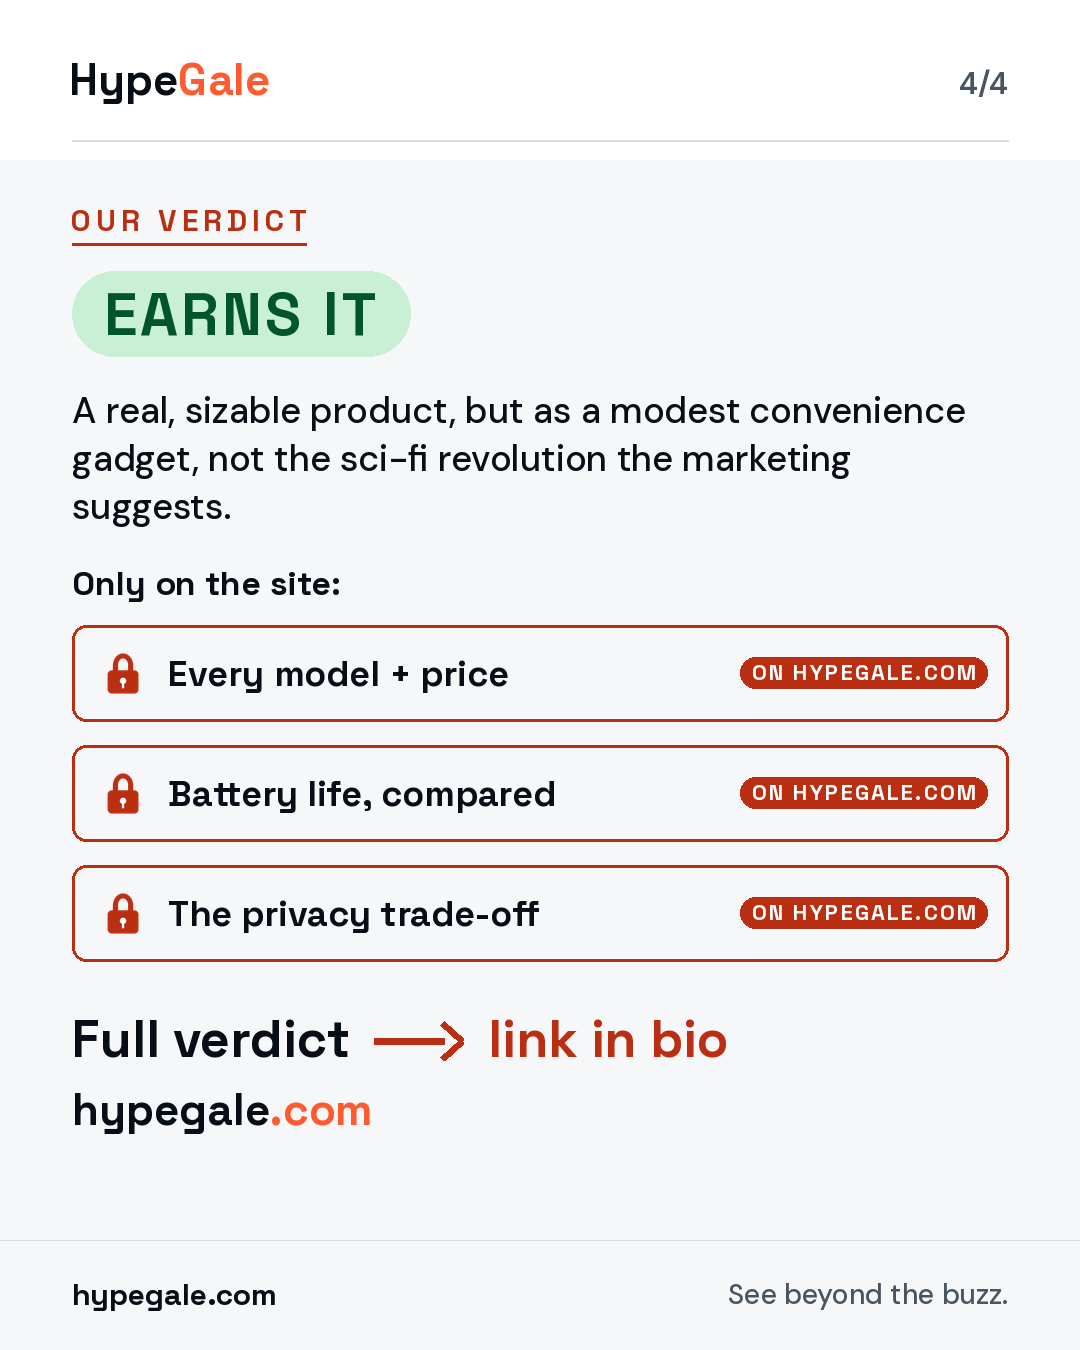 HypeGale
4/4
OUR VERDICT
EARNS IT
A real, sizable product, but as a modest convenience
gadget, not the sci-fi revolution the marketing
suggests.
Only on the site:
Every model + price
ON HYPEGALE.COM
Battery life, compared
ON HYPEGALE.COM
The privacy trade-off
ON HYPEGALE.COM
Full verdict → link in bio
hypegale.com
hypegale.com
See beyond the buzz.